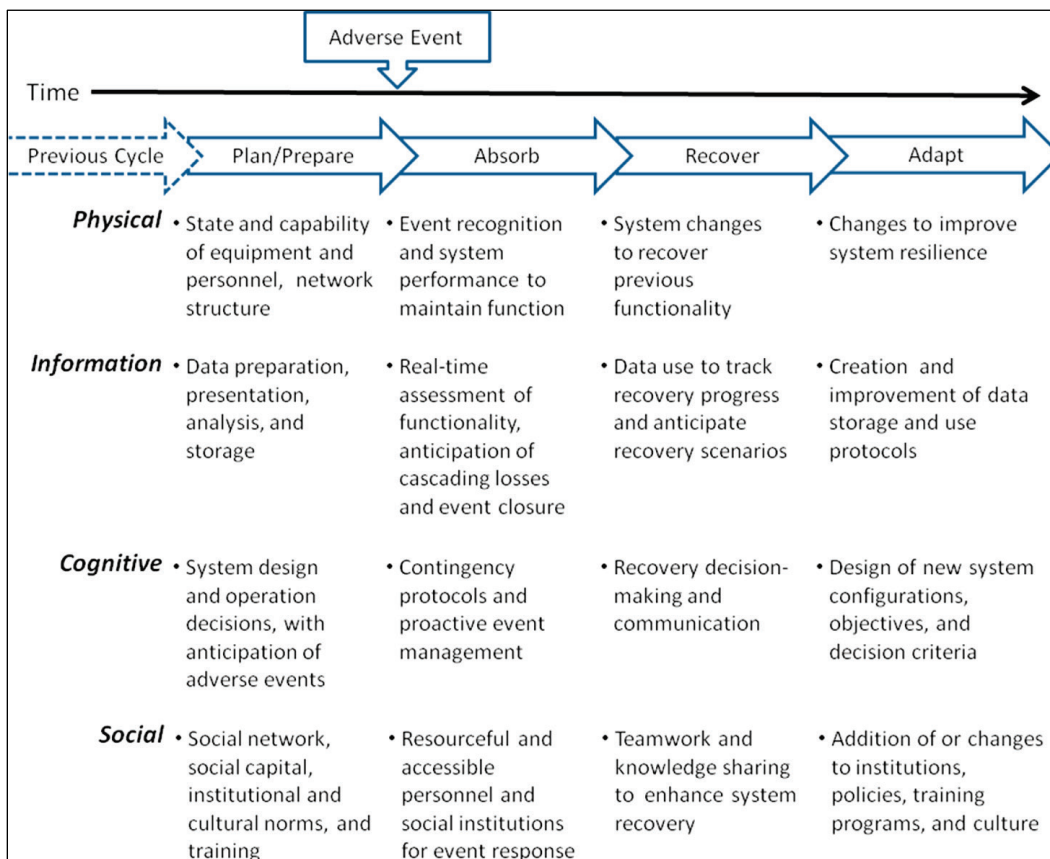 Adverse Event
Time
Previous Cycle
Plan/Prepare
Absorb
Recover
Adapt
Physical
• State and capability
of equipment and
personnel, network
structure
• Event recognition
and system
performance to
maintain function
• System changes
to recover
previous
functionality
• Changes to improve
system resilience
Information
• Data preparation,
presentation,
analysis, and
storage
• Real-time
assessment of
functionality,
anticipation of
cascading losses
and event closure
• Data use to track
recovery progress
and anticipate
recovery scenarios
• Creation and
improvement of data
storage and use
protocols
Cognitive
• System design
and operation
decisions, with
anticipation of
adverse events
• Contingency
protocols and
proactive event
management
• Recovery decision-
making and
communication
• Design of new system
configurations,
objectives, and
decision criteria
Social
• Social network,
social capital,
institutional and
cultural norms, and
training
• Resourceful and
accessible
personnel and
social institutions
for event response
• Teamwork and
knowledge sharing
to enhance system
recovery
• Addition of or changes
to institutions,
policies, training
programs, and culture